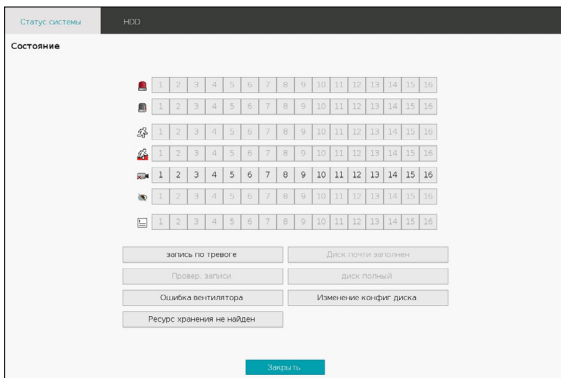 Статус системы HDD
Состояние
1 2 3 4 5 6 7 8 9 10 11 12 13 14 15 16
1 2 3 4 5 6 7 8 9 10 11 12 13 14 15 16
1 2 3 4 5 6 7 8 9 10 11 12 13 14 15 16
1 2 3 4 5 6 7 8 9 10 11 12 13 14 15 16
1 2 3 4 5 6 7 8 9 10 11 12 13 14 15 16
1 2 3 4 5 6 7 8 9 10 11 12 13 14 15 16
1 2 3 4 5 6 7 8 9 10 11 12 13 14 15 16
запись по тревоге Диск почти заполнен
Провер. записи диск полный
Ошибка вентилятора Изменение конфиг диска
Ресурс хранения не найден
Закрыть